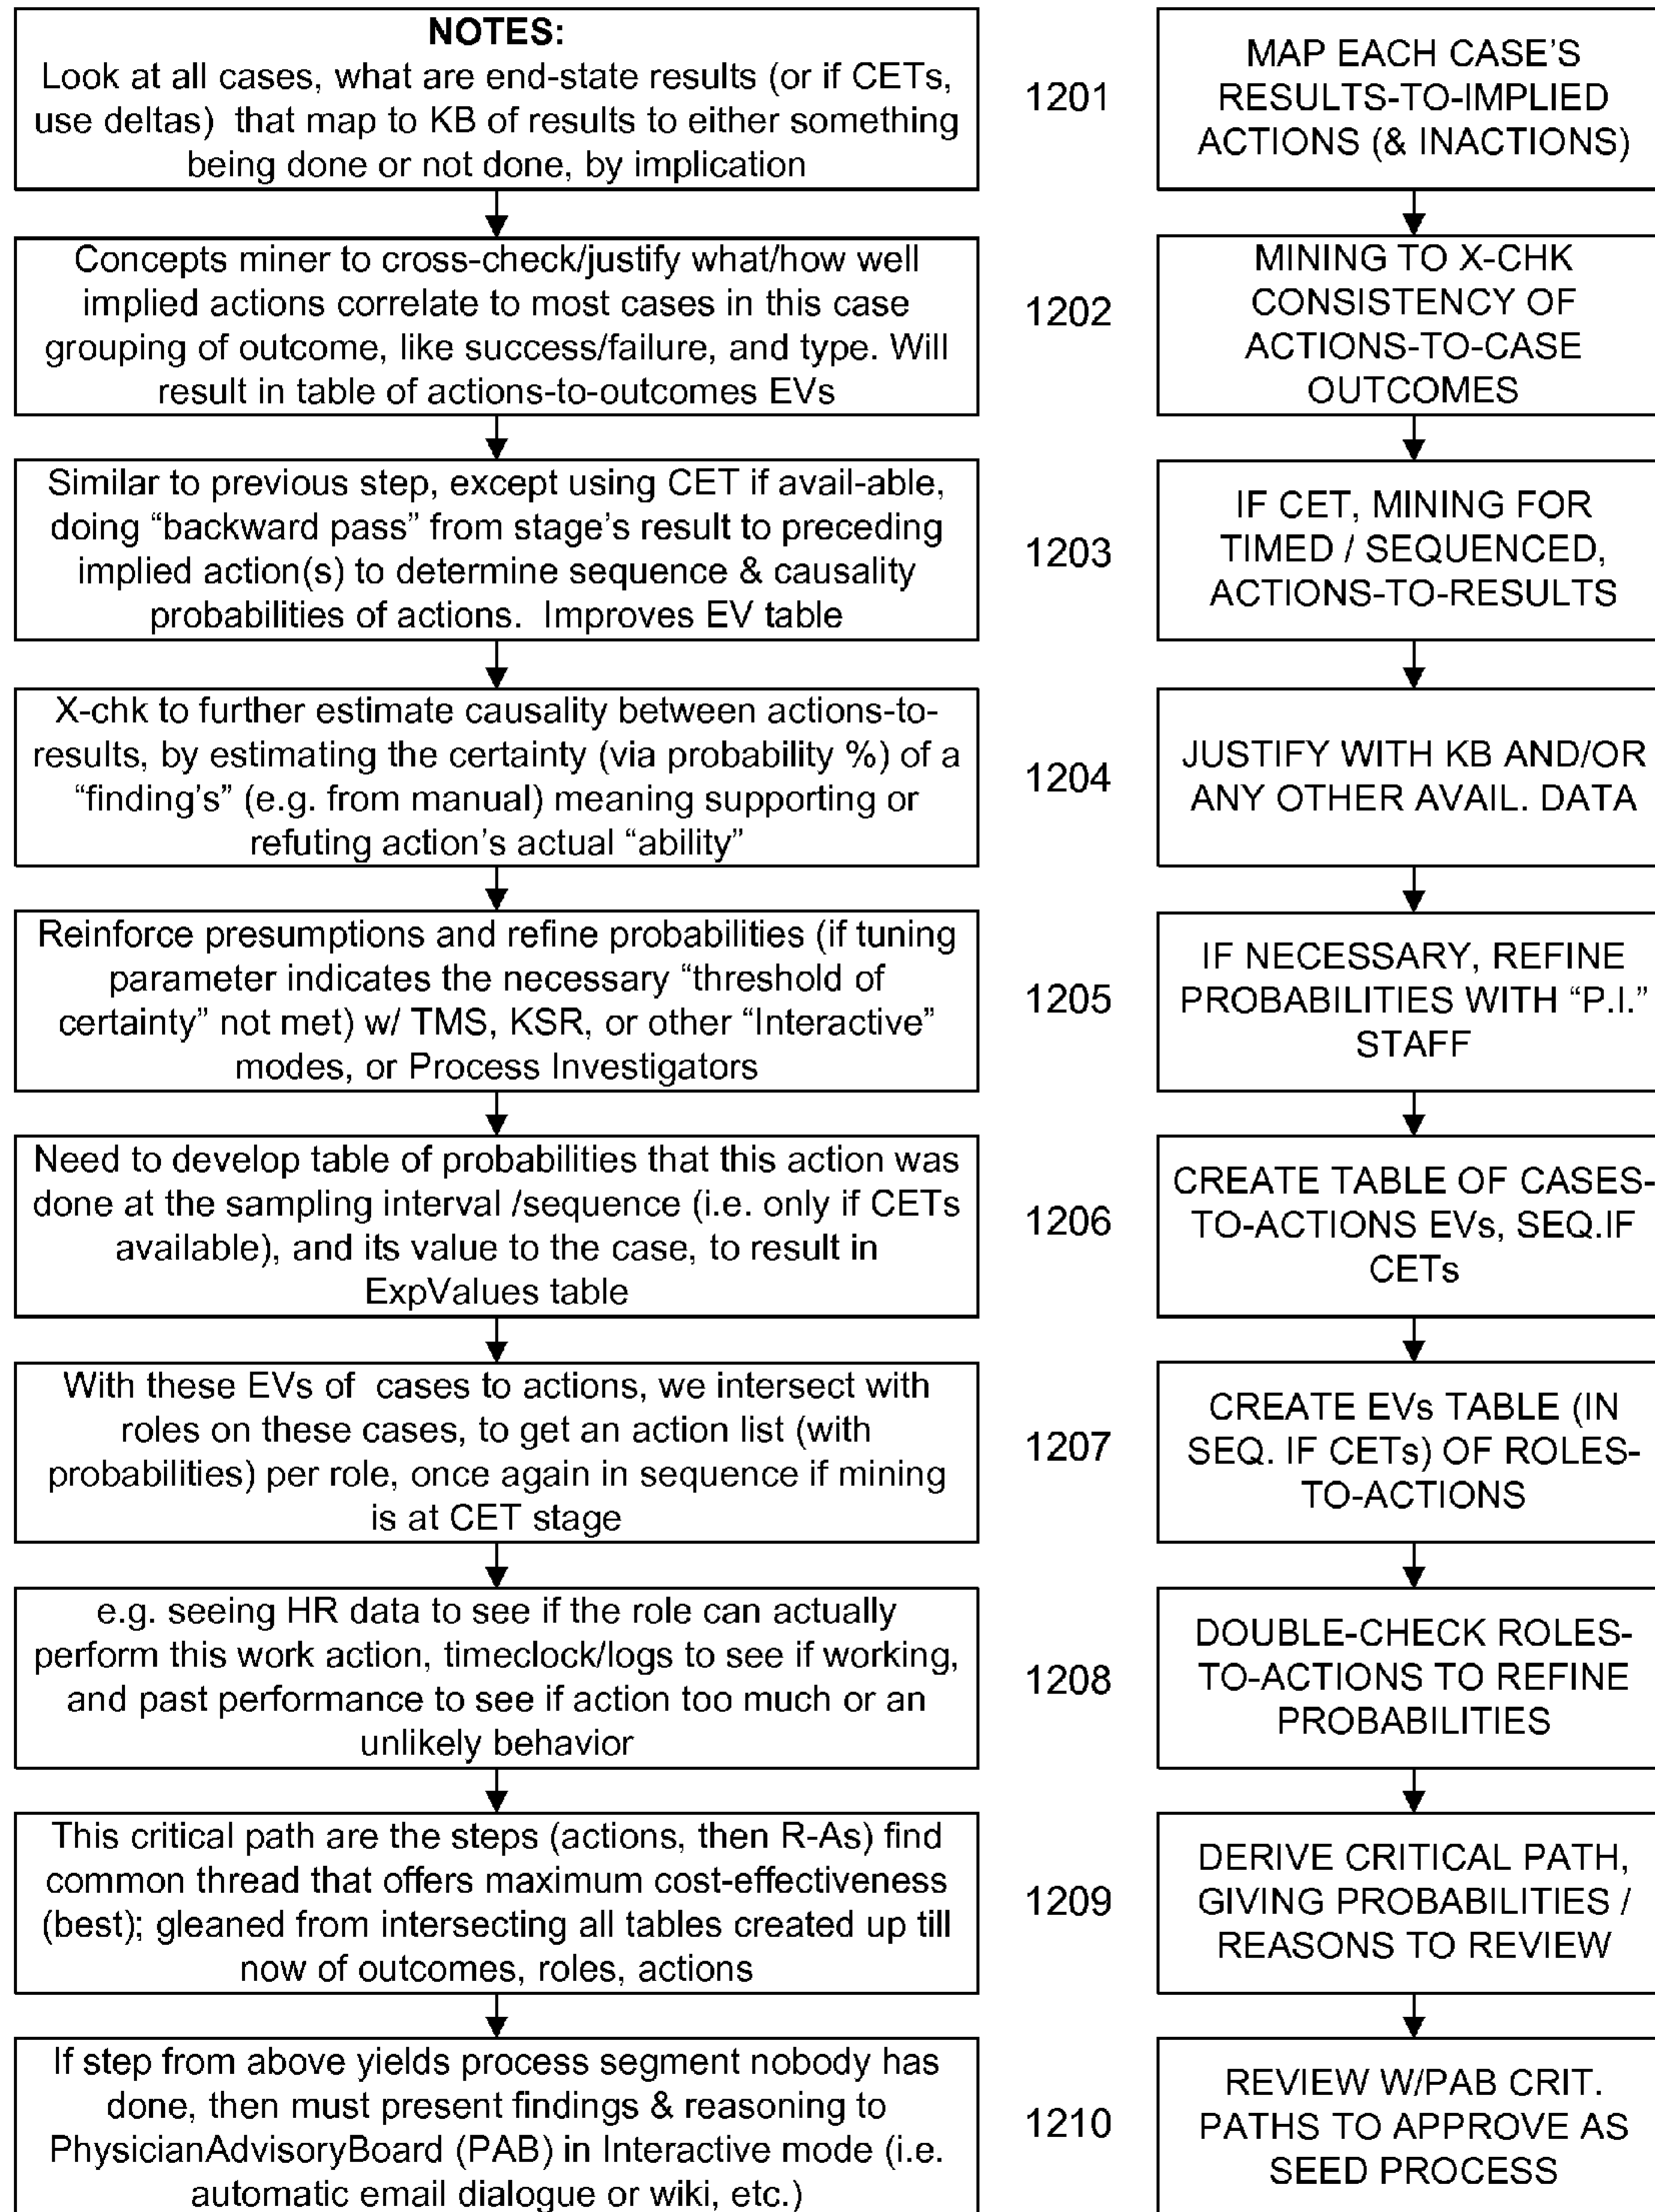 NOTES:
Look at all cases, what are end-state results (or if CETs,
use deltas)  that map to KB of results to either something
being done or not done, by implication
1201
MAP EACH CASE'S
RESULTS-TO-IMPLIED
ACTIONS (& INACTIONS)
Concepts miner to cross-check/justify what/how well
implied actions correlate to most cases in this case
grouping of outcome, like success/failure, and type. Will
result in table of actions-to-outcomes EVs
1202
MINING TO X-CHK
CONSISTENCY OF
ACTIONS-TO-CASE
OUTCOMES
Similar to previous step, except using CET if avail-able,
doing “backward pass” from stage's result to preceding
implied action(s) to determine sequence & causality
probabilities of actions.  Improves EV table
1203
IF CET, MINING FOR
TIMED / SEQUENCED,
ACTIONS-TO-RESULTS
X-chk to further estimate causality between actions-to-
results, by estimating the certainty (via probability %) of a
“finding's” (e.g. from manual) meaning supporting or
refuting action's actual “ability”
1204
JUSTIFY WITH KB AND/OR
ANY OTHER AVAIL. DATA
Reinforce presumptions and refine probabilities (if tuning
parameter indicates the necessary “threshold of
certainty” not met) w/ TMS, KSR, or other “Interactive”
modes, or Process Investigators
1205
IF NECESSARY, REFINE
PROBABILITIES WITH “P.I.”
STAFF
Need to develop table of probabilities that this action was
done at the sampling interval /sequence (i.e. only if CETs
available), and its value to the case, to result in
ExpValues table
1206
CREATE TABLE OF CASES-
TO-ACTIONS EVs, SEQ.IF
CETs
With these EVs of  cases to actions, we intersect with
roles on these cases, to get an action list (with
probabilities) per role, once again in sequence if mining
is at CET stage
1207
CREATE EVs TABLE (IN
SEQ. IF CETs) OF ROLES-
TO-ACTIONS
e.g. seeing HR data to see if the role can actually
perform this work action, timeclock/logs to see if working,
and past performance to see if action too much or an
unlikely behavior
1208
DOUBLE-CHECK ROLES-
TO-ACTIONS TO REFINE
PROBABILITIES
This critical path are the steps (actions, then R-As) find
common thread that offers maximum cost-effectiveness
(best); gleaned from intersecting all tables created up till
now of outcomes, roles, actions
1209
DERIVE CRITICAL PATH,
GIVING PROBABILITIES /
REASONS TO REVIEW
If step from above yields process segment nobody has
done, then must present findings & reasoning to
PhysicianAdvisoryBoard (PAB) in Interactive mode (i.e.
automatic email dialogue or wiki, etc.)
1210
REVIEW W/PAB CRIT.
PATHS TO APPROVE AS
SEED PROCESS